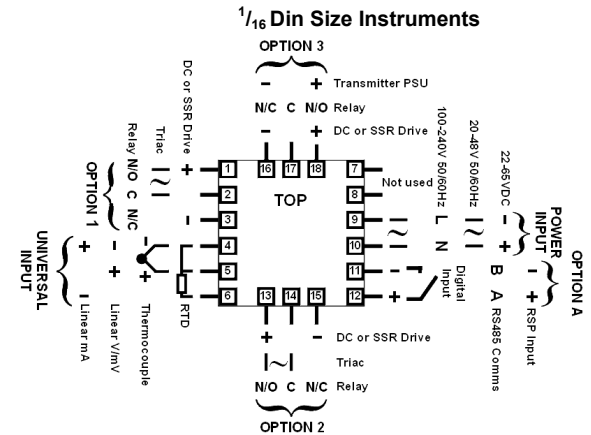 1/16 Din Size Instruments
OPTION 3
- + Transmitter PSU
N/C C N/O Relay
- + DC or SSR Drive
16 17 18
TOP
1
2
3
4
5
6
7
8
9
10
11
12
13 14 15
DC or SSR Drive
+
-
Triac
Relay N/O C N/C
OPTION 1
UNIVERSAL INPUT
+ - Linear mA
- + Linear V/mV
- + Thermocouple
RTD
Not used
100-240V 50/60Hz
L
N
20-48V 50/60Hz
22-65VDC
-
+
POWER INPUT
- +
Digital Input
B A RS485 Comms
- + RSP Input
OPTION A
+ - DC or SSR Drive
Triac
N/O C N/C Relay
OPTION 2